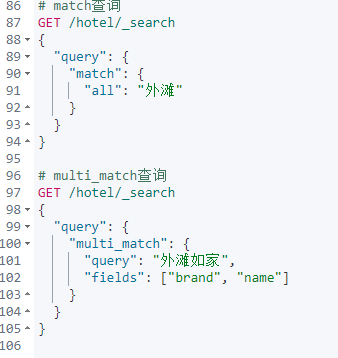 86 # match查询
87 GET /hotel/_search
88 {
89 "query": {
90 "match": {
91 "all": "外滩"
92 }
93 }
94 }
95
96 # multi_match查询
97 GET /hotel/_search
98 {
99 "query": {
100 "multi_match": {
101 "query": "外滩如家",
102 "fields": ["brand", "name"]
103 }
104 }
105 }
106